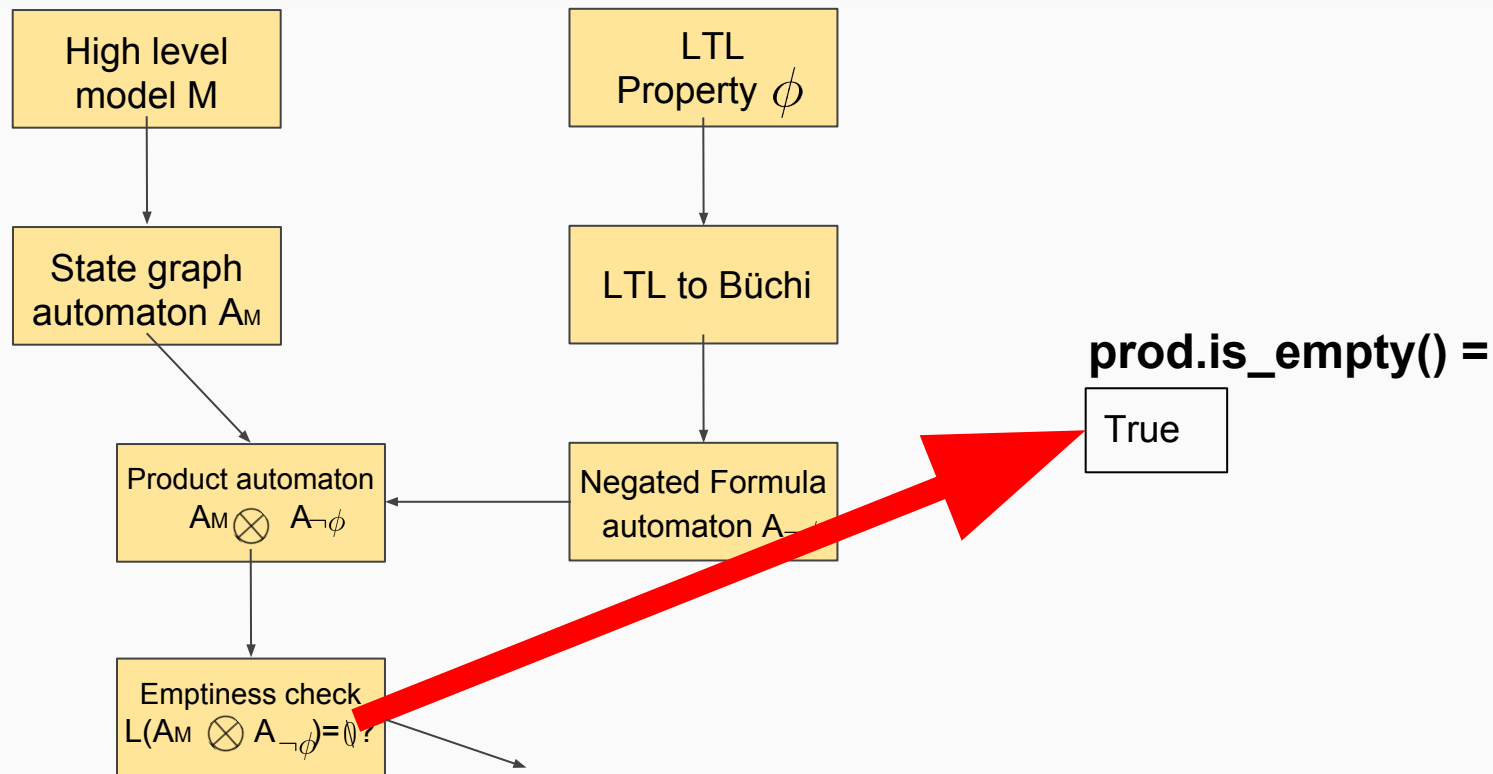 High level
model M
LTL
Property ϕ
State graph
automaton AM
LTL to Büchi
prod.is_empty() =
True
Product automaton
AM ⊗ A¬ϕ
Negated Formula
automaton A¬
Emptiness check
L(AM ⊗ A¬ϕ)=∅?